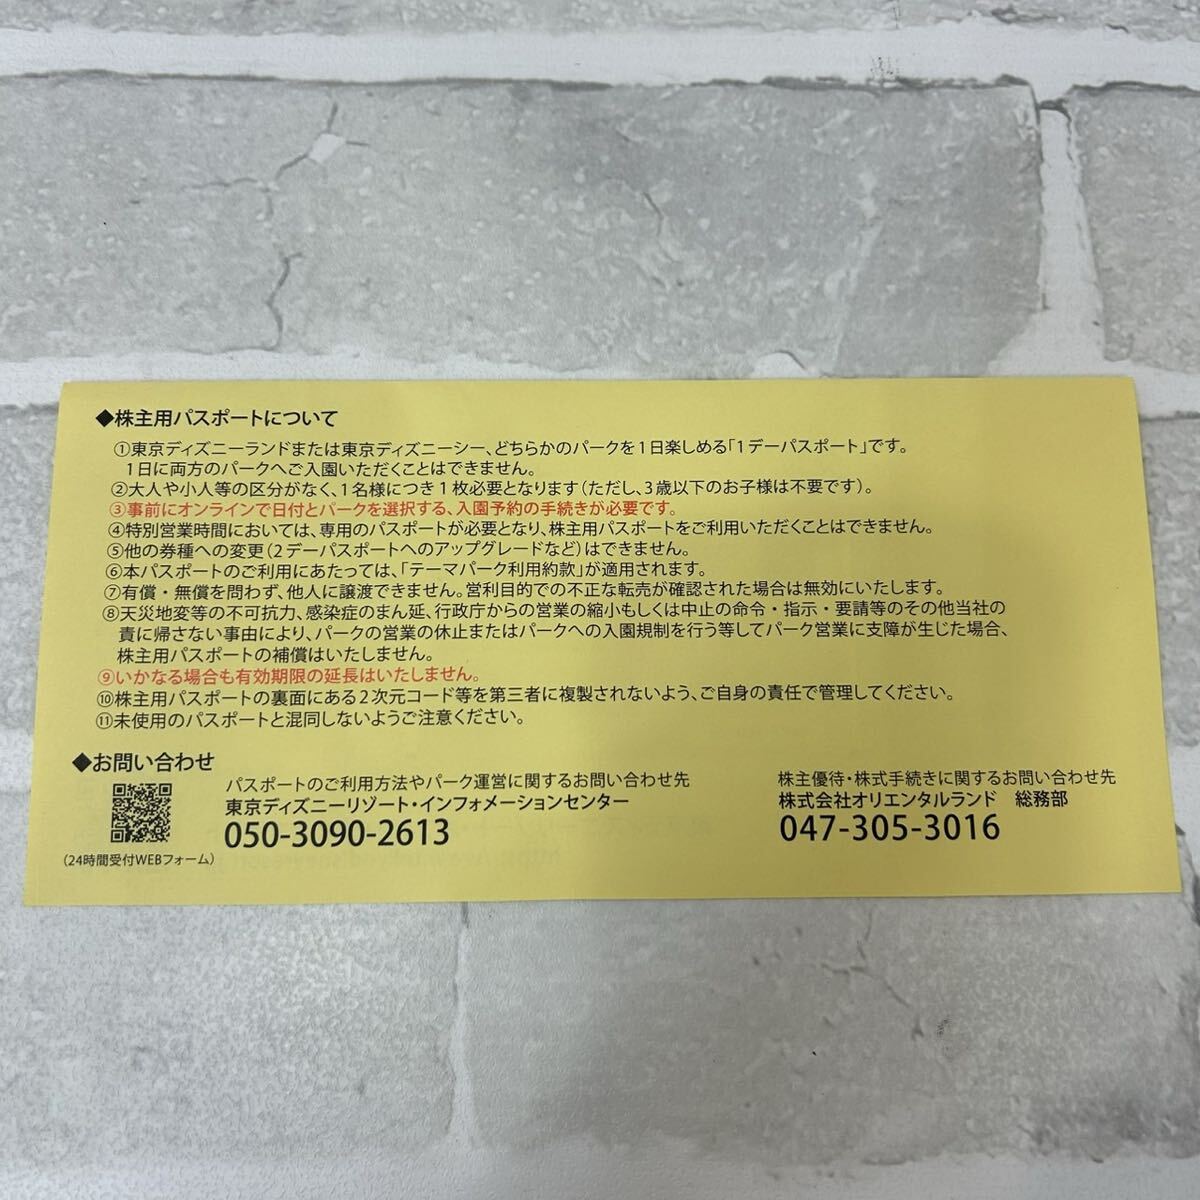 ◆株主用パスポートについて
①東京ディズニーランドまたは東京ディズニーシー、どちらかのパークを1日楽しめる「1デーパスポート」です。
1日に両方のパークへご入園いただくことはできません。
②大人や小人等の区分がなく、1名様につき1枚必要となります（ただし、3歳以下のお子様は不要です）。
③事前にオンラインで日付とパークを選択する、入園予約の手続きが必要です。
④特別営業時間においては、専用のパスポートが必要となり、株主用パスポートをご利用いただくことはできません。
⑤他の券種への変更（2デーパスポートへのアップグレードなど）はできません。
⑥本パスポートのご利用にあたっては、「テーマパーク利用約款」が適用されます。
⑦有償・無償を問わず、他人に譲渡できません。営利目的での不正な転売が確認された場合は無効にいたします。
⑧天災地変等の不可抗力、感染症のまん延、行政庁からの営業の縮小もしくは中止の命令・指示・要請等のその他当社の
責に帰さない事由により、パークの営業の休止またはパークへの入園規制を行う等してパーク営業に支障が生じた場合、
株主用パスポートの補償はいたしません。
⑨いかなる場合も有効期限の延長はいたしません。
⑩株主用パスポートの裏面にある2次元コード等を第三者に複製されないよう、ご自身の責任で管理してください。
⑪未使用のパスポートと混同しないようご注意ください。
◆お問い合わせ
（24時間受付WEBフォーム）
パスポートのご利用方法やパーク運営に関するお問い合わせ先
東京ディズニーリゾート・インフォメーションセンター
050-3090-2613
株主優待・株式手続きに関するお問い合わせ先
株式会社オリエンタルランド　総務部
047-305-3016